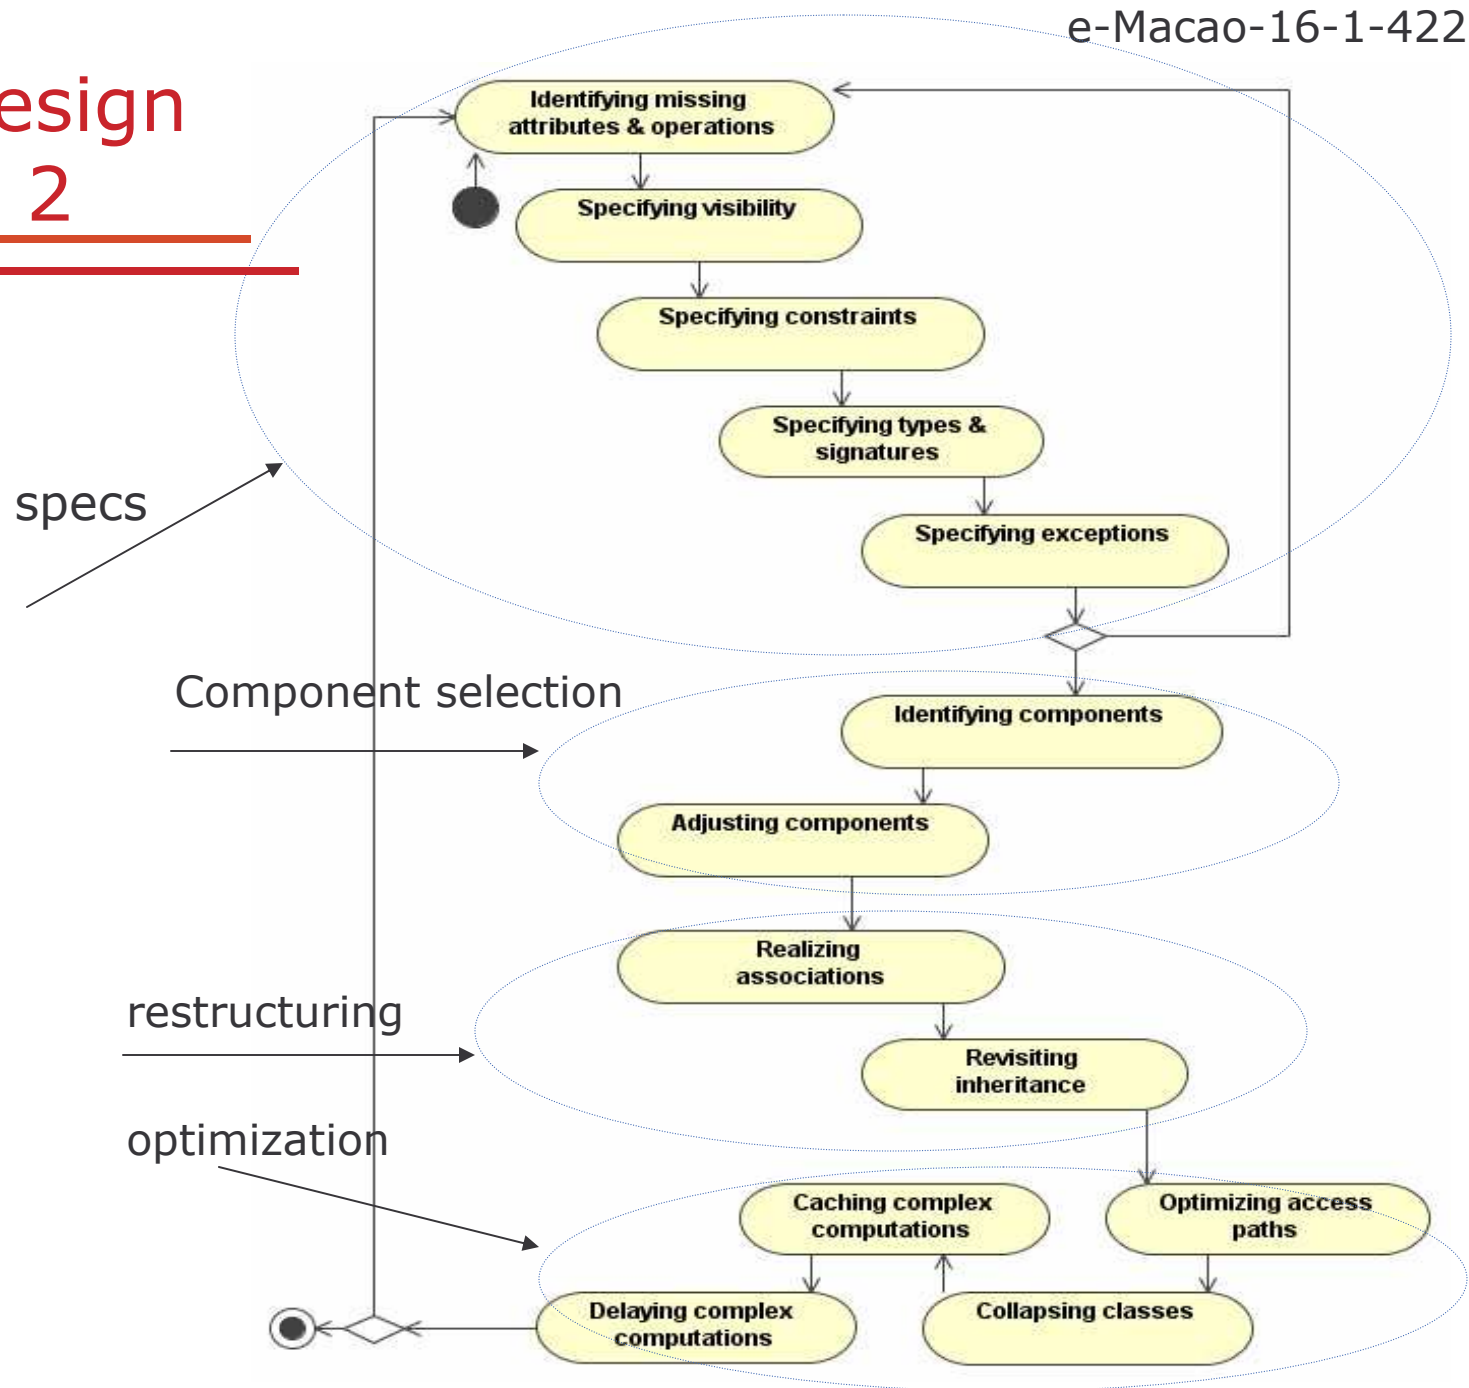 e-Macao-16-1-422
esign
2
Identifying missing
attributes & operations
Specifying visibility
Specifying constraints
Specifying types &
signatures
specs
Specifying exceptions
Component selection
Identifying components
Adjusting components
Realizing
associations
restructuring
Revisiting
inheritance
optimization
Caching complex
computations
Optimizing access
paths
Delaying complex
computations
Collapsing classes